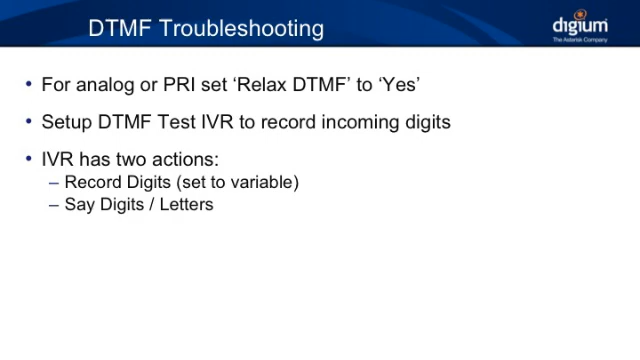 DTMF Troubleshooting
digium
The Asterisk Company
• For analog or PRI set ‘Relax DTMF’ to ‘Yes’
• Setup DTMF Test IVR to record incoming digits
• IVR has two actions:
– Record Digits (set to variable)
– Say Digits / Letters